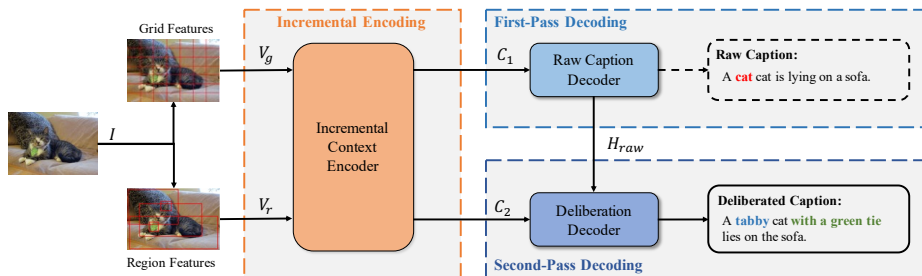 Incremental Encoding
First-Pass Decoding
Grid Features
V_g
C_1
Raw Caption
Decoder
Raw Caption:
A cat cat is lying on a sofa.
I
Incremental
Context
Encoder
H_raw
V_r
C_2
Deliberation
Decoder
Deliberated Caption:
A tabby cat with a green tie
lies on the sofa.
Region Features
Second-Pass Decoding